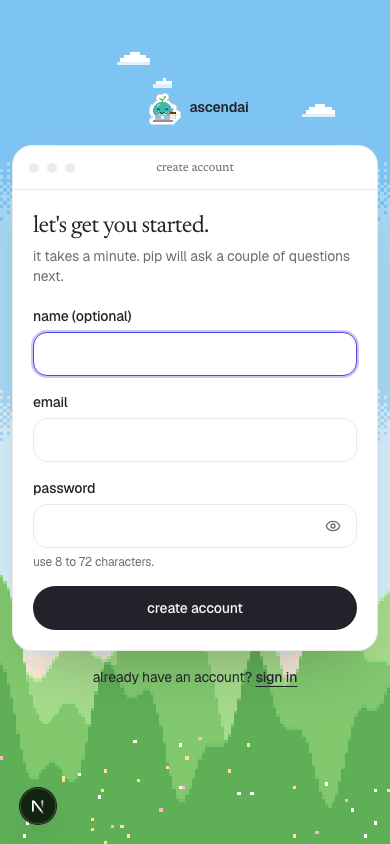 ascendai
create account
let's get you started.
it takes a minute. pip will ask a couple of questions
next.
name (optional)
email
password
use 8 to 72 characters.
create account
already have an account? sign in
N